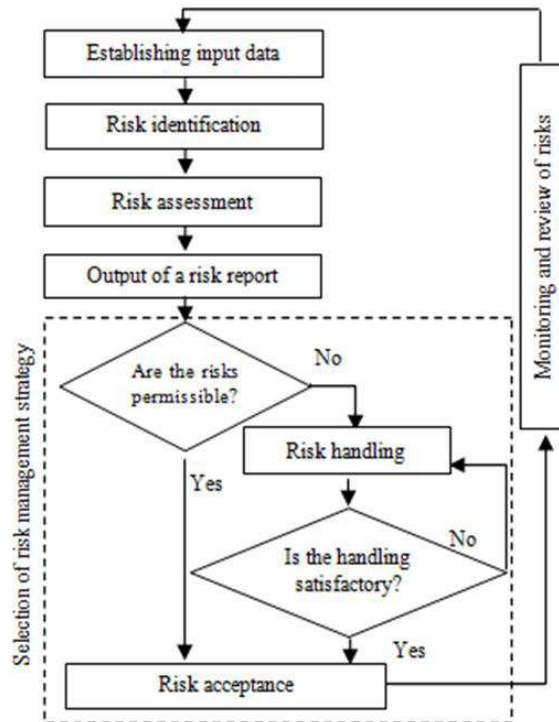 Establishing input data
Risk identification
Risk assessment
Output of a risk report
Are the risks
permissible?
No
Risk handling
Yes
No
Is the handling
satisfactory?
Yes
Risk acceptance
Selection of risk management strategy
Monitoring and review of risks